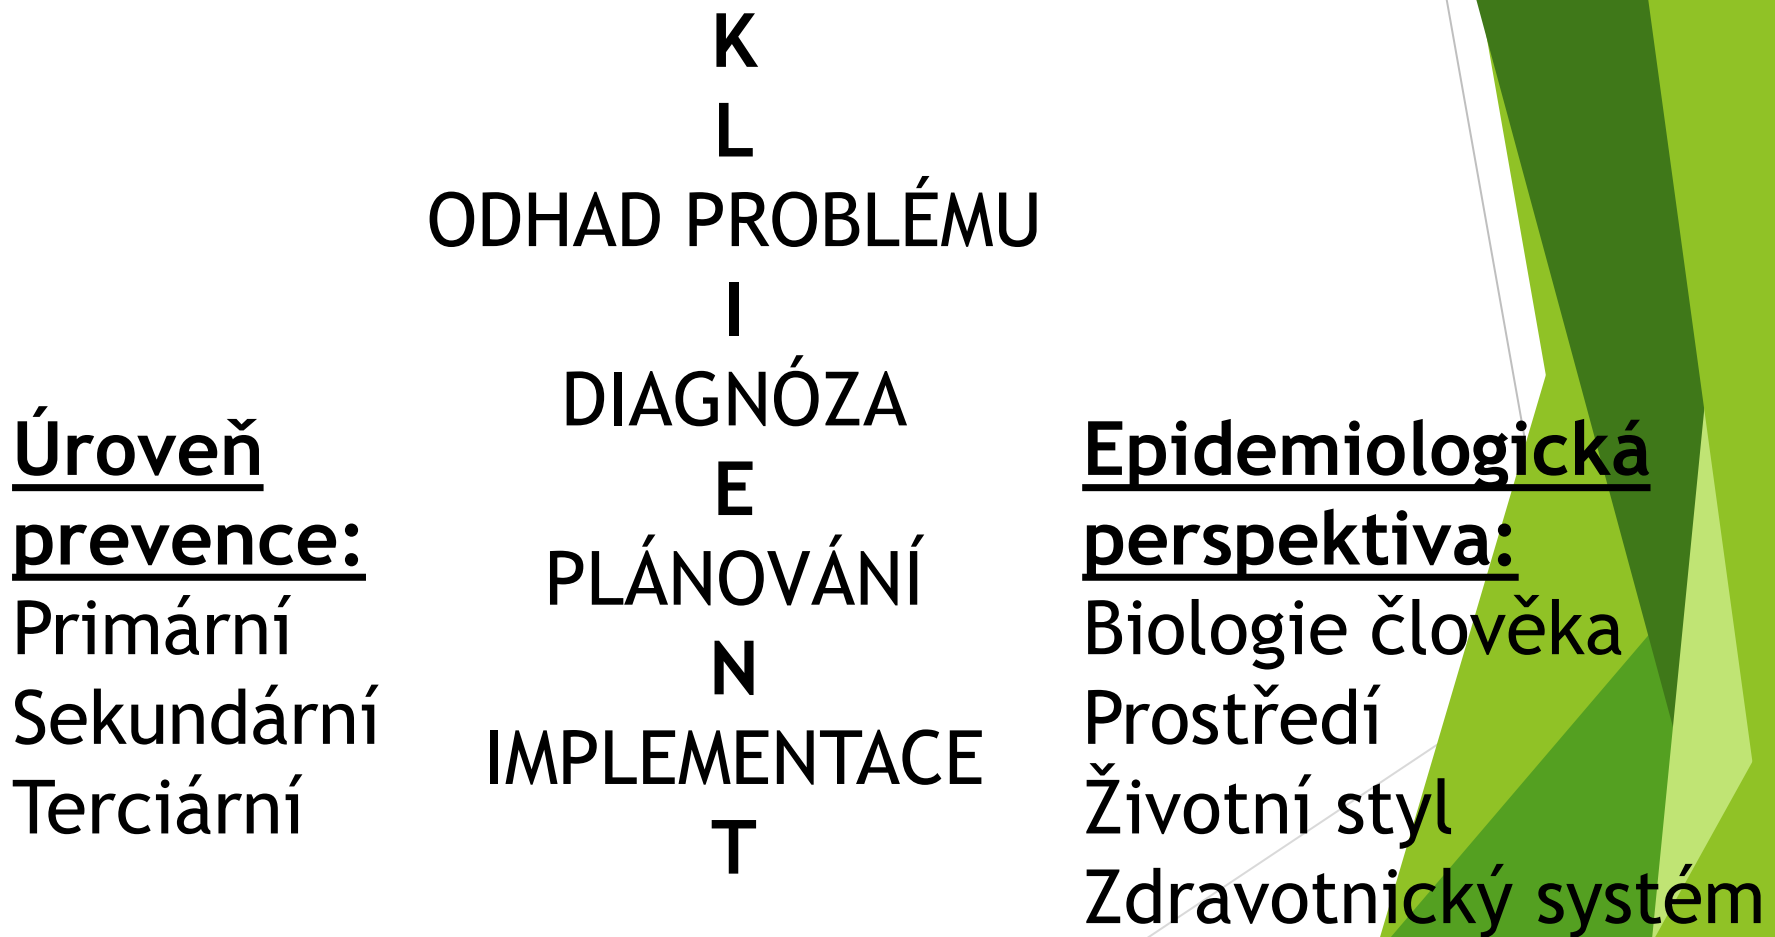 K
L
ODHAD PROBLÉMU
I
DIAGNÓZA
E
PLÁNOVÁNÍ
N
IMPLEMENTACE
T
Úroveň
prevence:
Primární
Sekundární
Terciární
Epidemiologická
perspektiva:
Biologie člověka
Prostředí
Životní styl
Zdravotnický systém